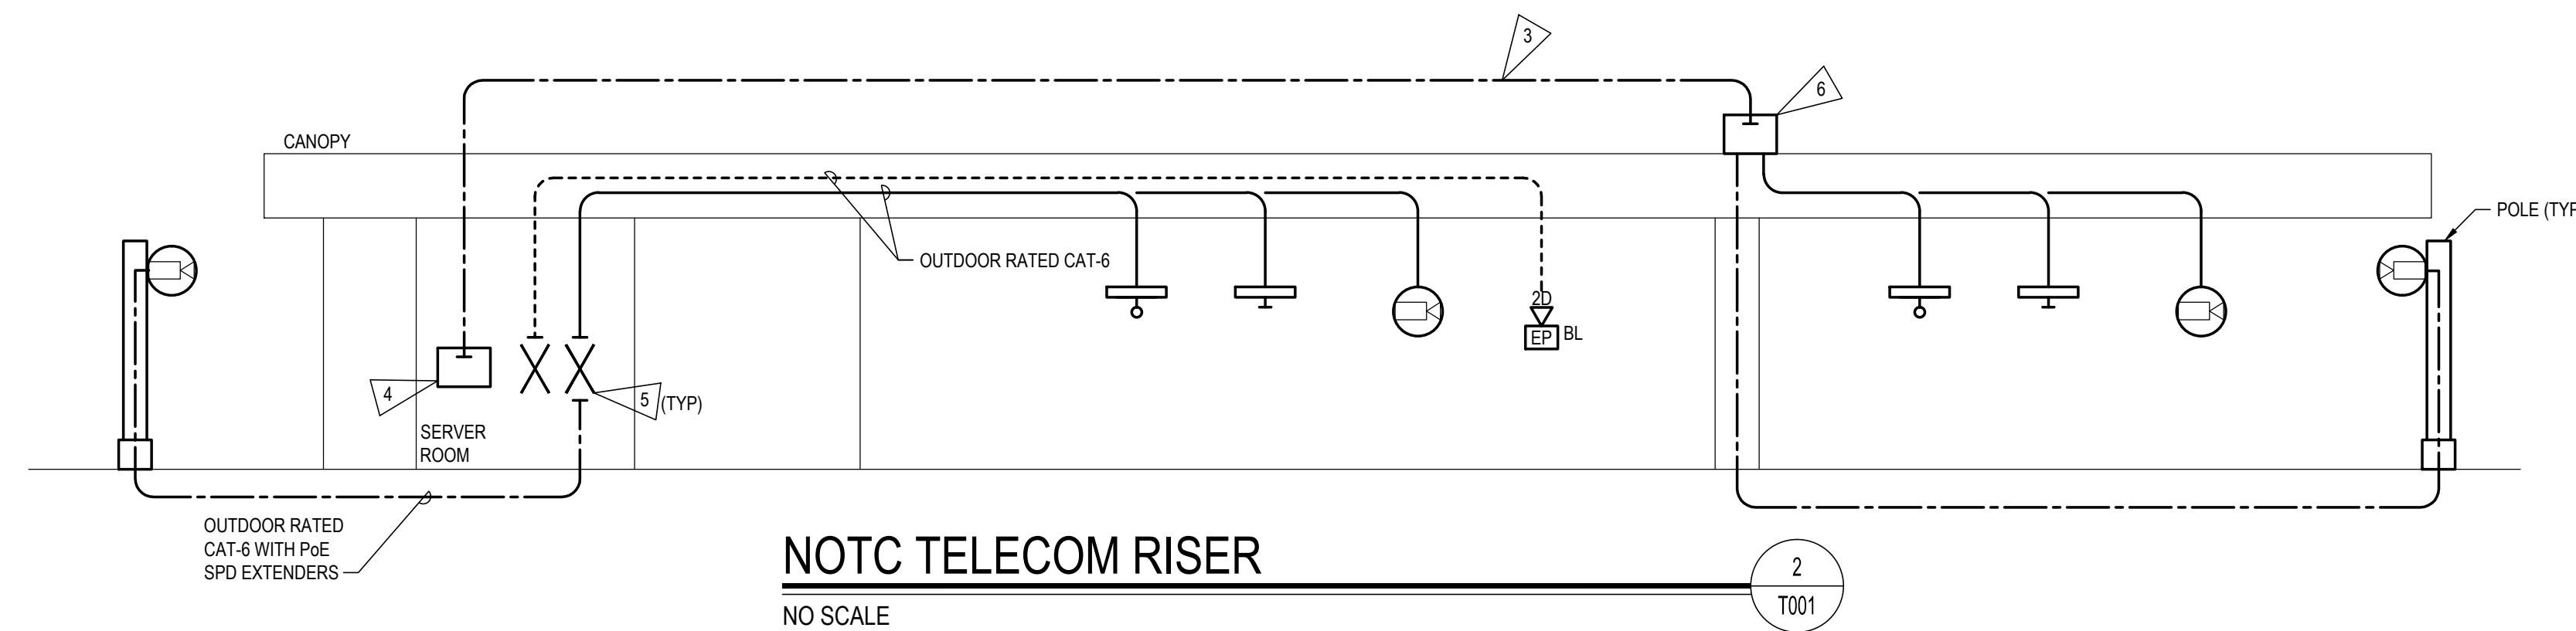 3
6
CANOPY
POLE (TYP
OUTDOOR RATED CAT-6
2D
EP
BL
4
5
(TYP)
SERVER
ROOM
OUTDOOR RATED
CAT-6 WITH PoE
SPD EXTENDERS
NOTC TELECOM RISER
2
T001
NO SCALE